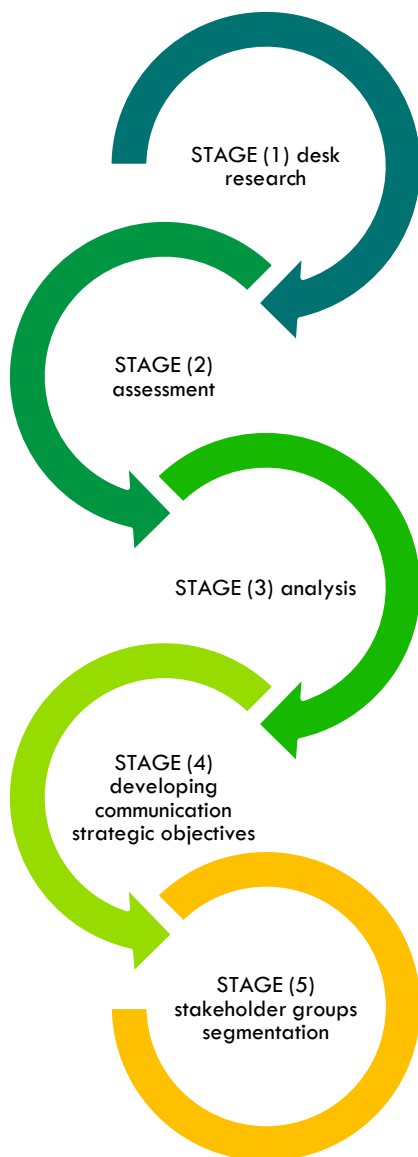 STAGE (1) desk
research
STAGE (2)
assessment
STAGE (3) analysis
STAGE (4)
developing
communication
strategic objectives
STAGE (5)
stakeholder groups
segmentation